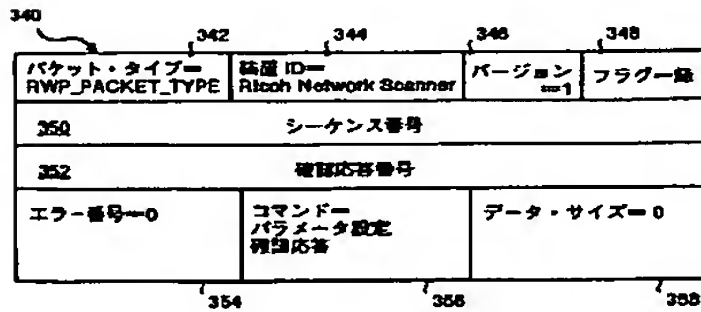 340
342
344
346
348
パケット・タイプ=
RWP_PACKET_TYPE
装置 ID=
Ricoh Network Scanner
バージョン
=1
フラグ=録
350 シーケンス番号
352 確認応答番号
エラー番号=0
コマンド=
パラメータ設定
確認応答
データ・サイズ= 0
354
356
358